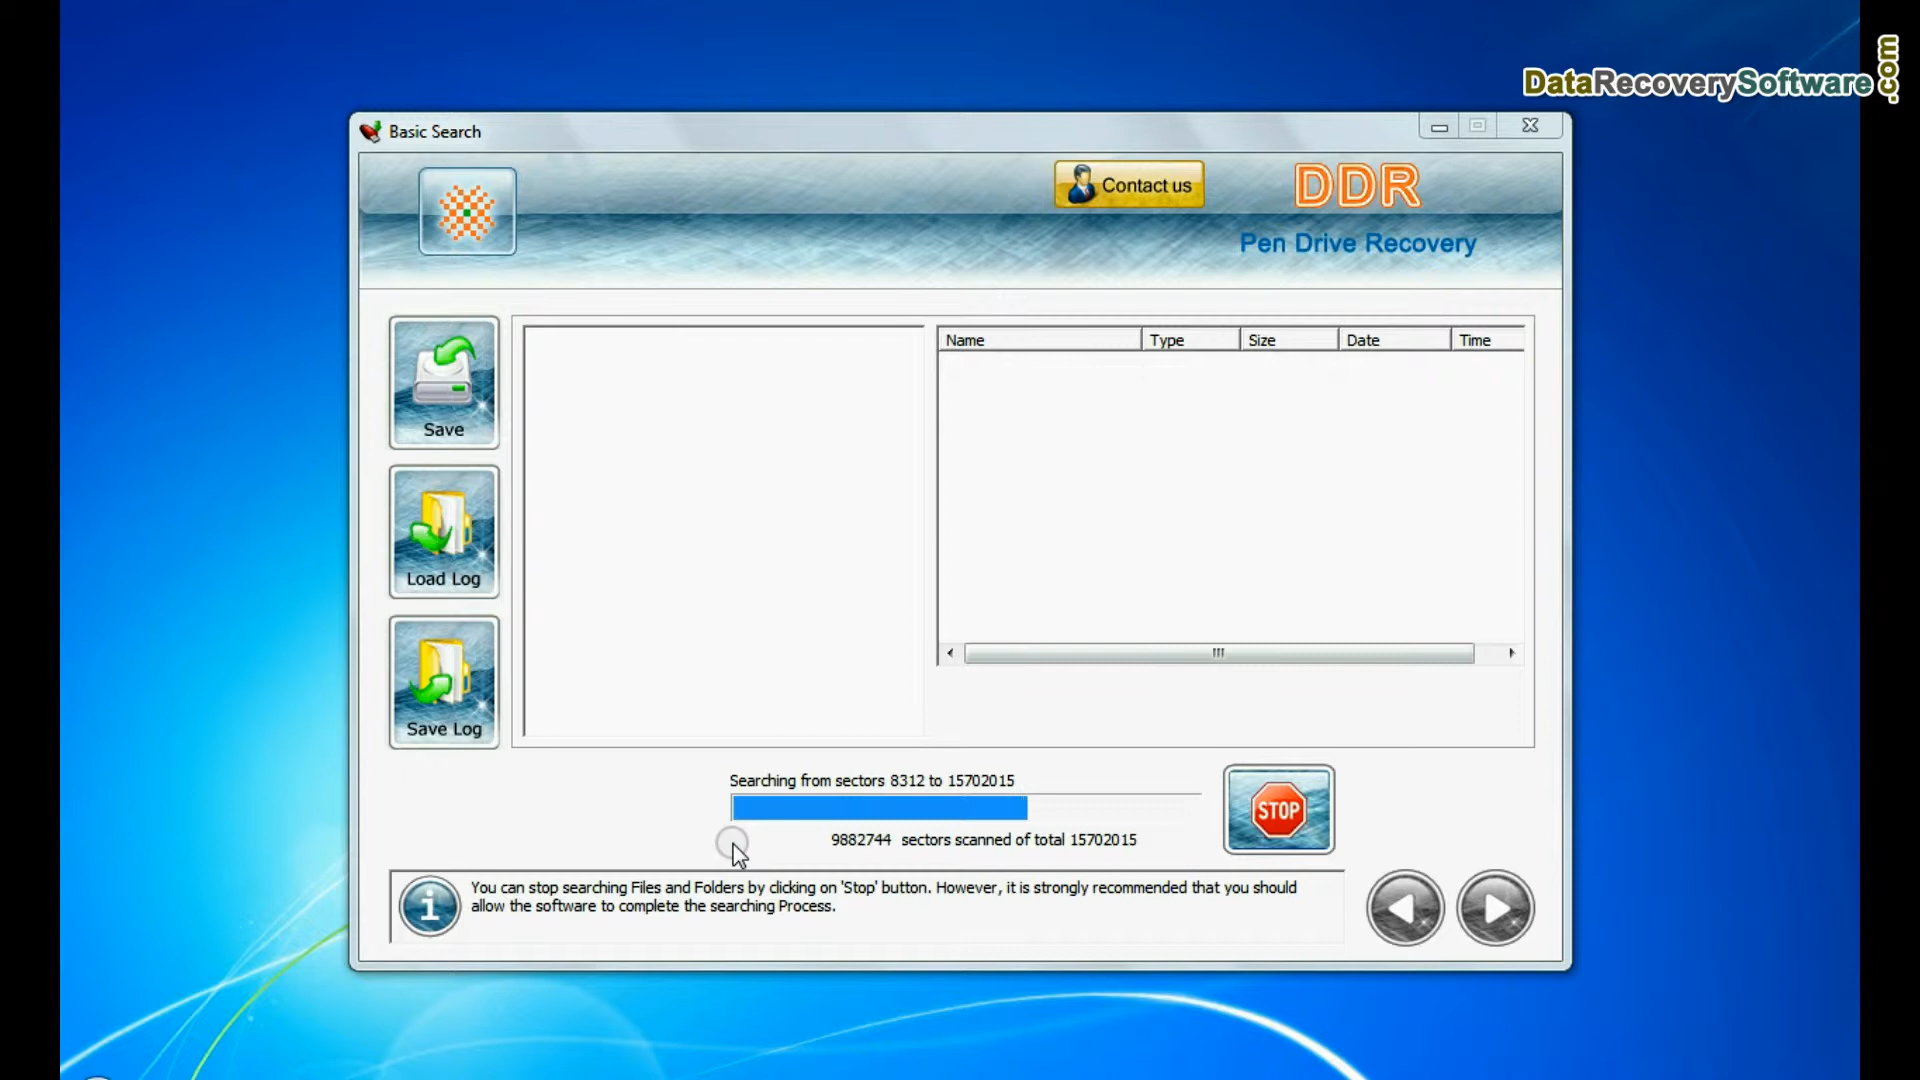 DataRecoverySoftware.com
Basic Search
Contact us
DDR
Pen Drive Recovery
Save
Load Log
Save Log
Name Type Size Date Time
Searching from sectors 8312 to 15702015
9882744 sectors scanned of total 15702015
STOP
You can stop searching Files and Folders by clicking on 'Stop' button. However, it is strongly recommended that you should
allow the software to complete the searching Process.